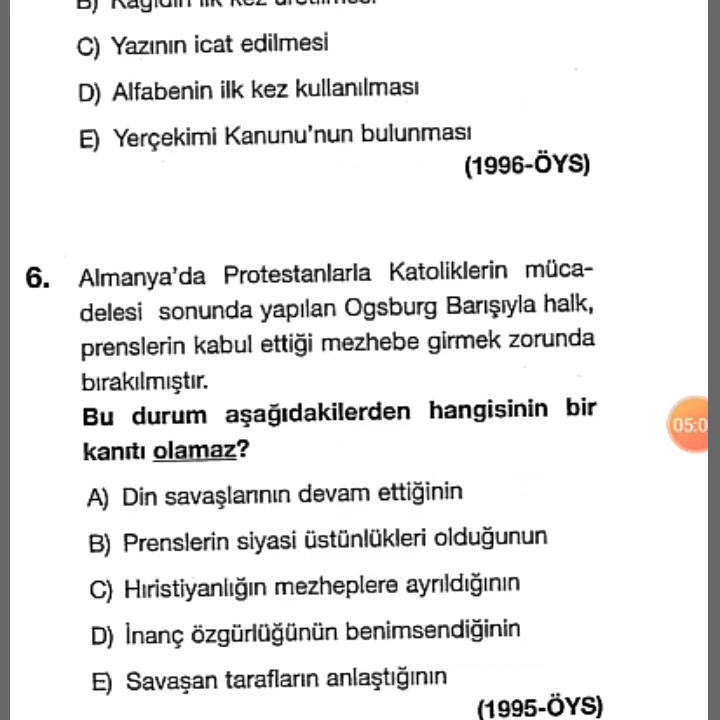 C) Yazının icat edilmesi
D) Alfabenin ilk kez kullanılması
E) Yerçekimi Kanunu'nun bulunması
(1996-ÖYS)
6. Almanya'da Protestanlarla Katoliklerin müca-
delesi sonunda yapılan Ogsburg Barışıyla halk,
prenslerin kabul ettiği mezhebe girmek zorunda
bırakılmıştır.
Bu durum aşağıdakilerden hangisinin bir
kanıtı olamaz?
A) Din savaşlarının devam ettiğinin
B) Prenslerin siyasi üstünlükleri olduğunun
C) Hıristiyanlığın mezheplere ayrıldığının
D) İnanç özgürlüğünün benimsendiğinin
E) Savaşan tarafların anlaştığının
(1995-ÖYS)
05:0